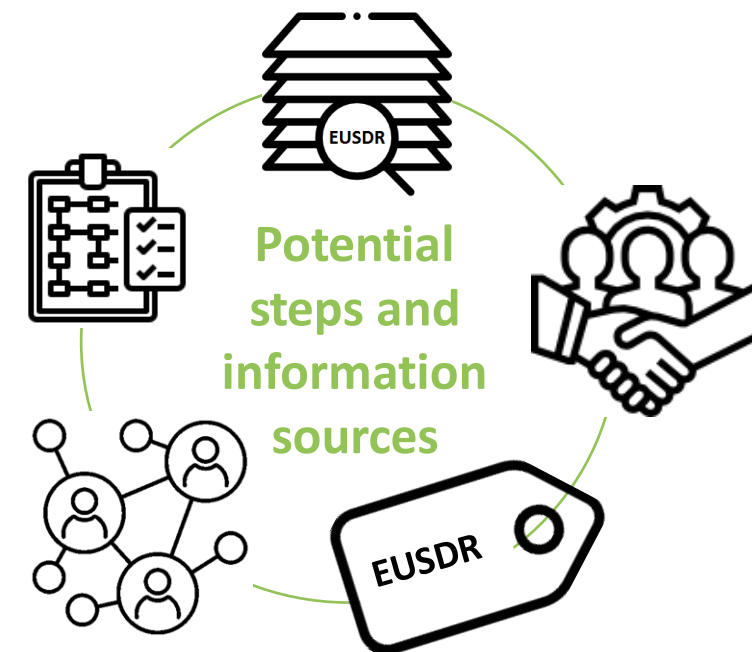 EUSDR
Potential
steps and
information
sources
EUSDR